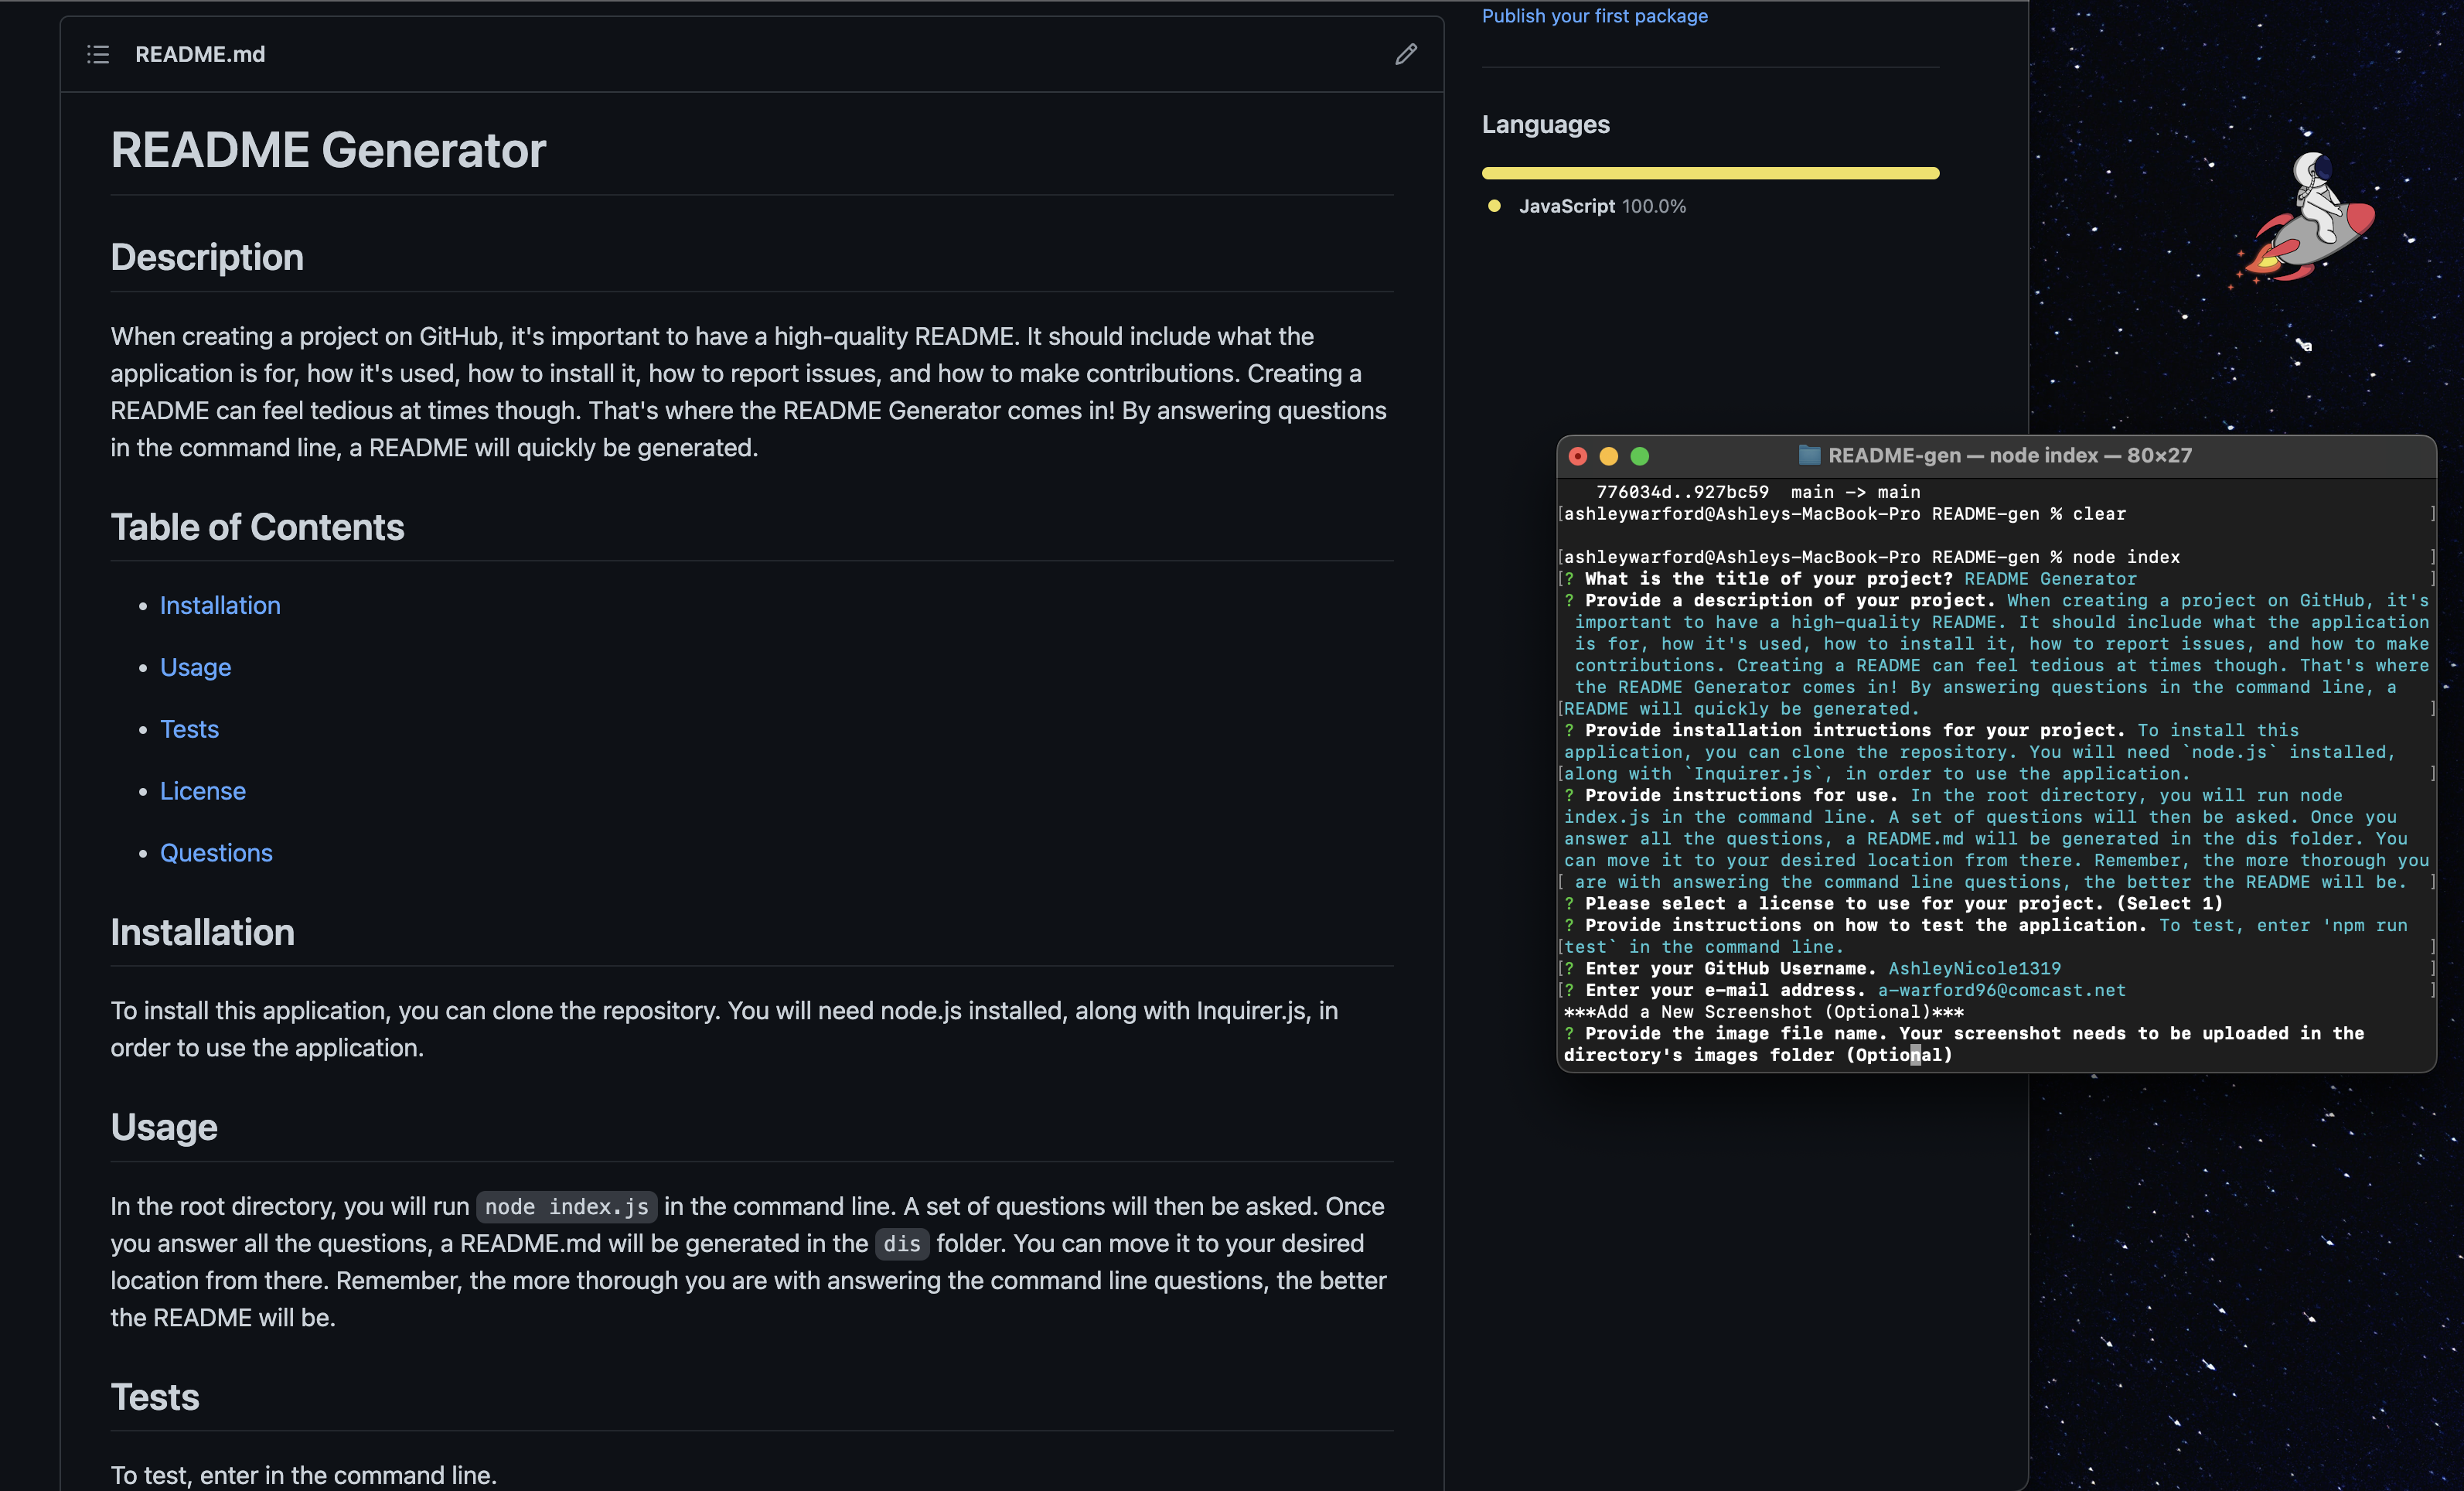 README.md
README Generator
Description
When creating a project on GitHub, it's important to have a high-quality README. It should include what the
application is for, how it's used, how to install it, how to report issues, and how to make contributions. Creating a
README can feel tedious at times though. That's where the README Generator comes in! By answering questions
in the command line, a README will quickly be generated.
Table of Contents
• Installation
• Usage
• Tests
• License
• Questions
Installation
To install this application, you can clone the repository. You will need node.js installed, along with Inquirer.js, in
order to use the application.
Usage
In the root directory, you will run node index.js in the command line. A set of questions will then be asked. Once
you answer all the questions, a README.md will be generated in the dis folder. You can move it to your desired
location from there. Remember, the more thorough you are with answering the command line questions, the better
the README will be.
Tests
To test, enter in the command line.
Publish your first package
Languages
JavaScript 100.0%
README-gen — node index — 80×27
776034d..927bc59  main -> main
[ashleywarford@Ashleys-MacBook-Pro README-gen % clear ]
[ashleywarford@Ashleys-MacBook-Pro README-gen % node index ]
[? What is the title of your project? README Generator ]
? Provide a description of your project. When creating a project on GitHub, it's
important to have a high-quality README. It should include what the application
is for, how it's used, how to install it, how to report issues, and how to make
contributions. Creating a README can feel tedious at times though. That's where
the README Generator comes in! By answering questions in the command line, a
[README will quickly be generated. ]
? Provide installation intructions for your project. To install this
application, you can clone the repository. You will need `node.js` installed,
[along with `Inquirer.js`, in order to use the application. ]
? Provide instructions for use. In the root directory, you will run node
index.js in the command line. A set of questions will then be asked. Once you
answer all the questions, a README.md will be generated in the dis folder. You
can move it to your desired location from there. Remember, the more thorough you
[ are with answering the command line questions, the better the README will be. ]
? Please select a license to use for your project. (Select 1)
? Provide instructions on how to test the application. To test, enter 'npm run
[test` in the command line. ]
[? Enter your GitHub Username. AshleyNicole1319 ]
[? Enter your e-mail address. a-warford96@comcast.net ]
***Add a New Screenshot (Optional)***
? Provide the image file name. Your screenshot needs to be uploaded in the
directory's images folder (Optional)